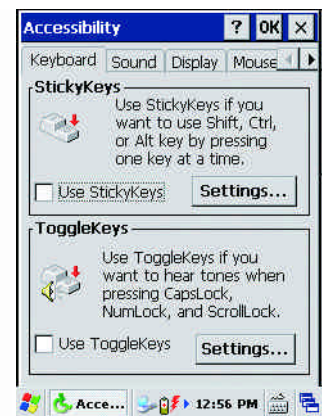 Accessibility ? OK ×
Keyboard Sound Display Mouse
StickyKeys
Use StickyKeys if you
want to use Shift, Ctrl,
or Alt key by pressing
one key at a time.
Use StickyKeys Settings...
ToggleKeys
Use ToggleKeys if you
want to hear tones when
pressing CapsLock,
NumLock, and ScrollLock.
Use ToggleKeys Settings...
Acce... 12:56 PM